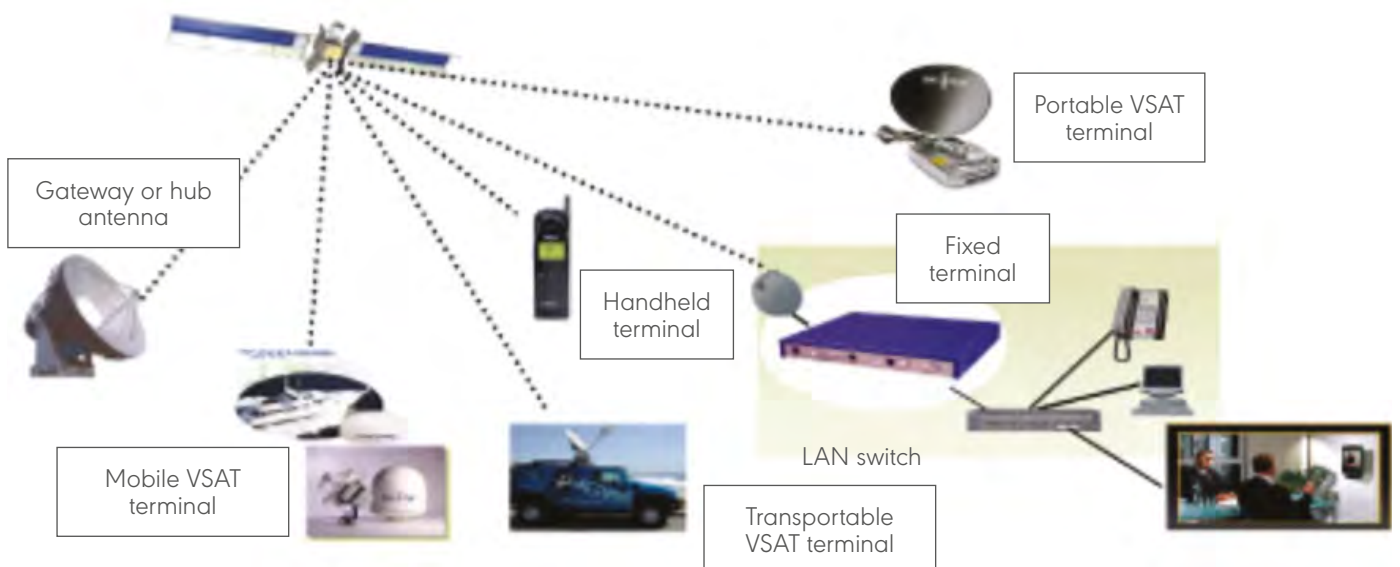 Portable VSAT
terminal
Gateway or hub
antenna
Fixed
terminal
Handheld
terminal
LAN switch
Mobile VSAT
terminal
Transportable
VSAT terminal